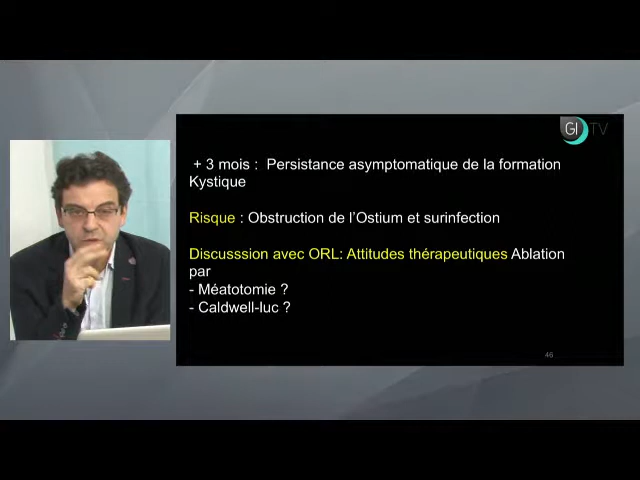 GI TV
+ 3 mois : Persistance asymptomatique de la formation
Kystique
Risque : Obstruction de l'Ostium et surinfection
Discusssion avec ORL: Attitudes thérapeutiques Ablation
par
- Méatotomie ?
- Caldwell-luc ?
46